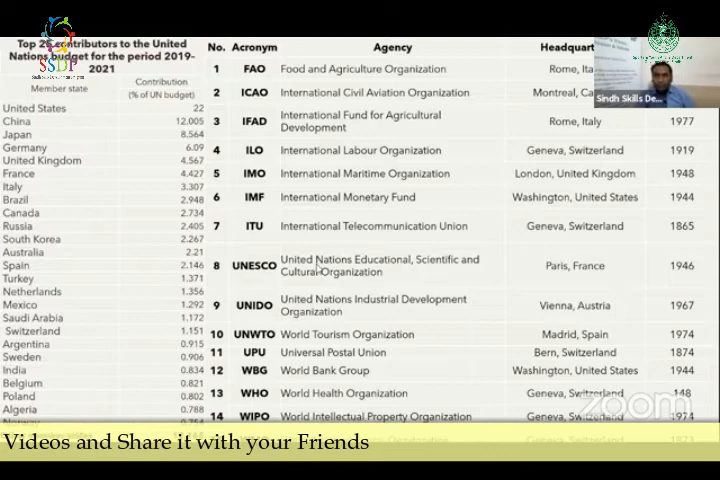 Top 25 contributors to the United
Nations budget for the period 2019–
2021
SSDP
Member state Contribution
(% of UN budget)
United States 22
China 12.005
Japan 8.564
Germany 6.09
United Kingdom 4.567
France 4.427
Italy 3.307
Brazil 2.948
Canada 2.734
Russia 2.405
South Korea 2.267
Australia 2.21
Spain 2.146
Turkey 1.371
Netherlands 1.356
Mexico 1.292
Saudi Arabia 1.172
Switzerland 1.151
Argentina 0.915
Sweden 0.906
India 0.834
Belgium 0.821
Poland 0.802
Algeria 0.788
Norway 0.754
No. Acronym Agency
1 FAO Food and Agriculture Organization Rome,
2 ICAO International Civil Aviation Organization Montreal,
3 IFAD International Fund for Agricultural
Development Rome, Italy 1977
4 ILO International Labour Organization Geneva, Switzerland 1919
5 IMO International Maritime Organization London, United Kingdom 1948
6 IMF International Monetary Fund Washington, United States 1944
7 ITU International Telecommunication Union Geneva, Switzerland 1865
8 UNESCO United Nations Educational, Scientific and
Cultural Organization Paris, France 1946
9 UNIDO United Nations Industrial Development
Organization Vienna, Austria 1967
10 UNWTO World Tourism Organization Madrid, Spain 1974
11 UPU Universal Postal Union Bern, Switzerland 1874
12 WBG World Bank Group Washington, United States 1944
13 WHO World Health Organization Geneva, Switzerland 148
14 WIPO World Intellectual Property Organization Geneva, Switzerland 1974
Sindh Skills De...
zoom
Videos and Share it with your Friends